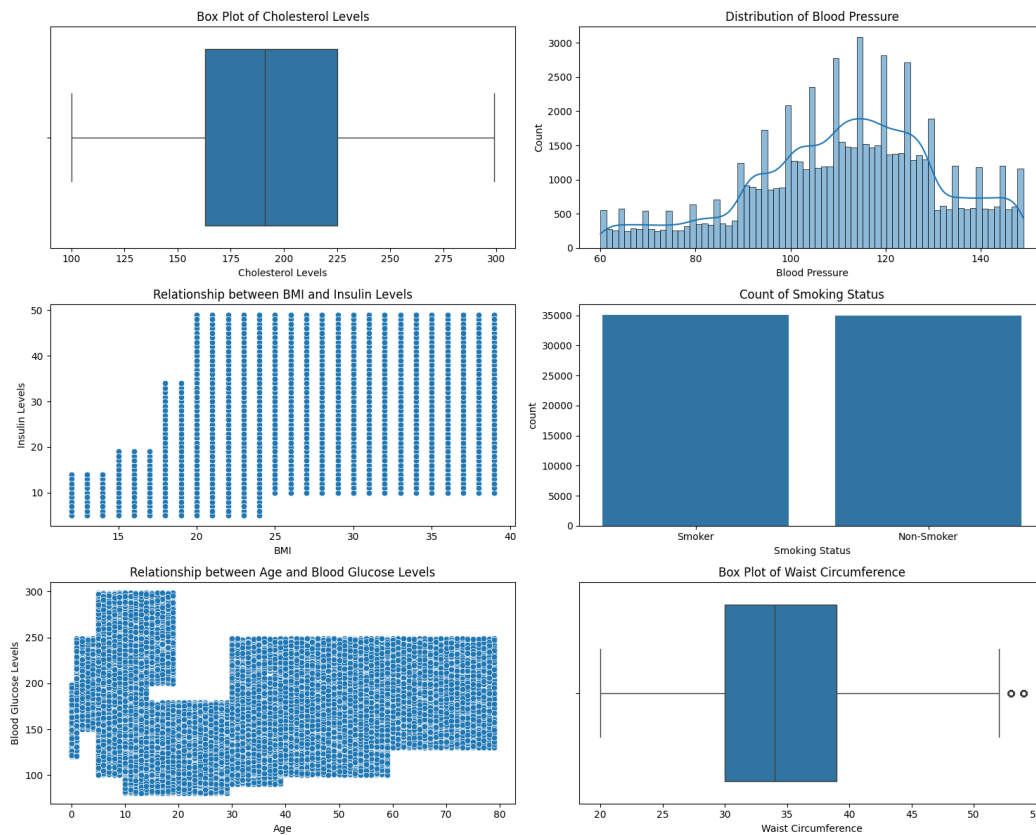 Box Plot of Cholesterol Levels
100 125 150 175 200 225 250 275 300
Cholesterol Levels
Distribution of Blood Pressure
3000
2500
2000
1500
1000
500
0
Count
60 80 100 120 140
Blood Pressure
Relationship between BMI and Insulin Levels
50
40
30
20
10
Insulin Levels
15 20 25 30 35 40
BMI
Count of Smoking Status
35000
30000
25000
20000
15000
10000
5000
0
count
Smoker Non-Smoker
Smoking Status
Relationship between Age and Blood Glucose Levels
300
250
200
150
100
Blood Glucose Levels
0 10 20 30 40 50 60 70 80
Age
Box Plot of Waist Circumference
20 25 30 35 40 45 50
Waist Circumference